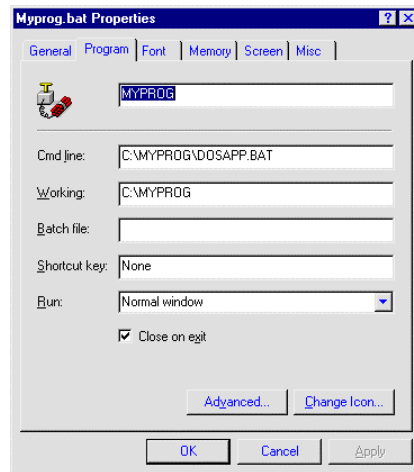 Myprog.bat Properties
General Program Font Memory Screen Misc
MYPROG
Cmd line: C:\MYPROG\DOSAPP.BAT
Working: C:\MYPROG
Batch file:
Shortcut key: None
Run: Normal window
Close on exit
Advanced... Change Icon...
OK Cancel Apply